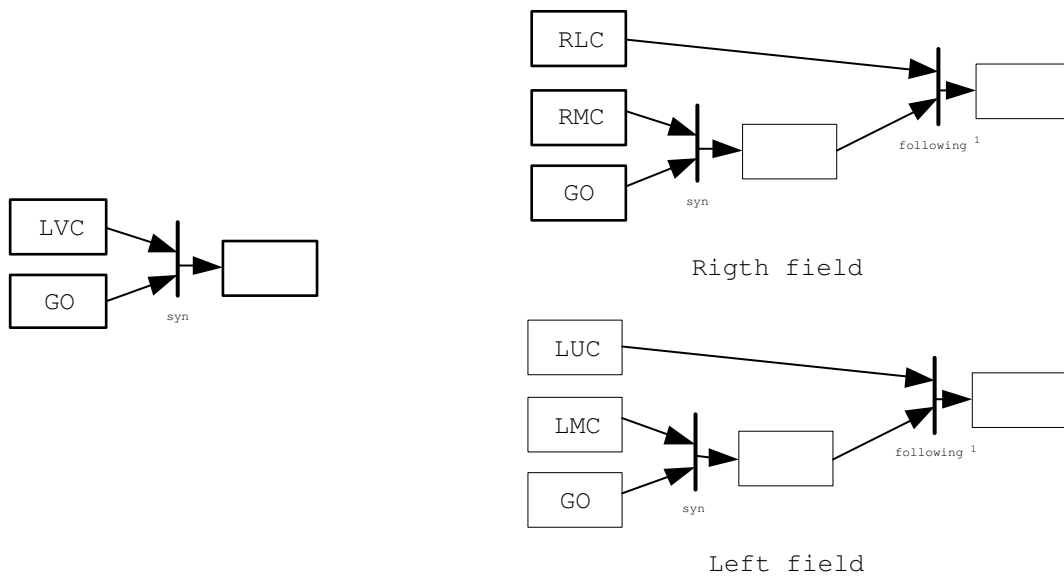 LVC
GO
syn
RLC
RMC
GO
syn
following 1
Rigth field
LUC
LMC
GO
syn
following 1
Left field